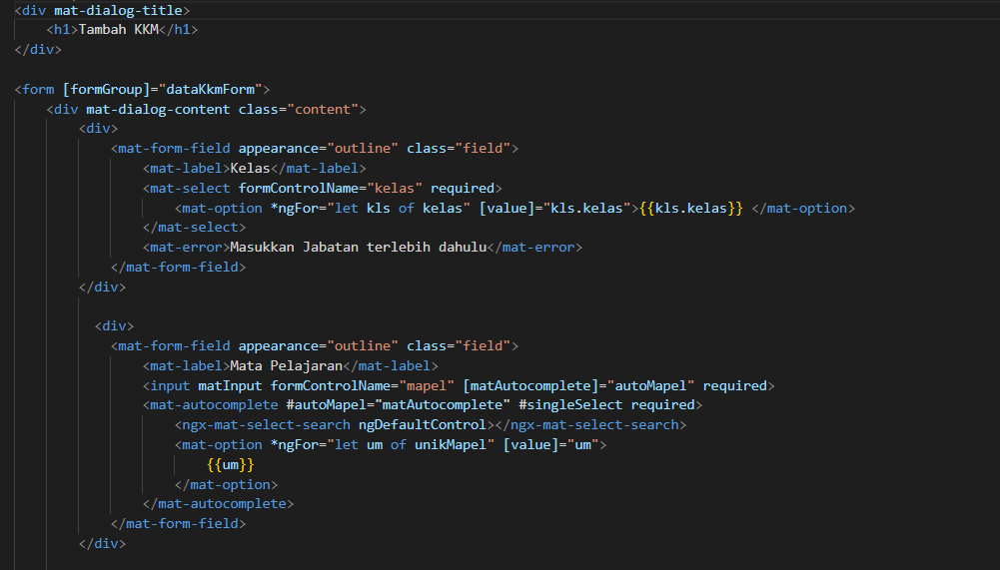 <div mat-dialog-title>
<h1>Tambah KKM</h1>
</div>
<form [formGroup]="dataKkmForm">
<div mat-dialog-content class="content">
<div>
<mat-form-field appearance="outline" class="field">
<mat-label>Kelas</mat-label>
<mat-select formControlName="kelas" required>
<mat-option *ngFor="let kls of kelas" [value]="kls.kelas">{{kls.kelas}} </mat-option>
</mat-select>
<mat-error>Masukkan Jabatan terlebih dahulu</mat-error>
</mat-form-field>
</div>
<div>
<mat-form-field appearance="outline" class="field">
<mat-label>Mata Pelajaran</mat-label>
<input matInput formControlName="mapel" [matAutocomplete]="autoMapel" required>
<mat-autocomplete #autoMapel="matAutocomplete" #singleSelect required>
<ngx-mat-select-search ngDefaultControl></ngx-mat-select-search>
<mat-option *ngFor="let um of unikMapel" [value]="um">
{{um}}
</mat-option>
</mat-autocomplete>
</mat-form-field>
</div>